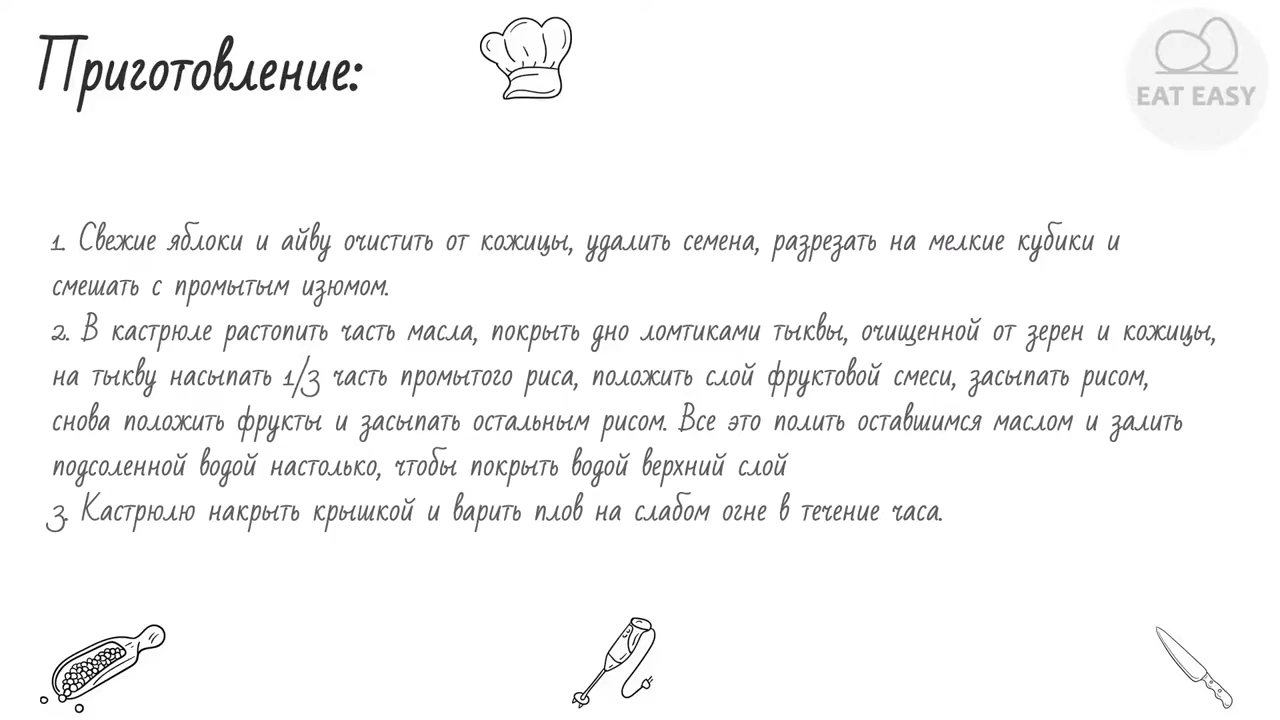 Приготовление:
EAT EASY
1. Свежие яблоки и айву очистить от кожицы, удалить семена, разрезать на мелкие кубики и
смешать с промытым изюмом.
2. В кастрюле растопить часть масла, покрыть дно ломтиками тыквы, очищенной от зерен и кожицы,
на тыкву насыпать 1/3 часть промытого риса, положить слой фруктовой смеси, засыпать рисом,
снова положить фрукты и засыпать остальным рисом. Все это полить оставшимся маслом и залить
подсоленной водой настолько, чтобы покрыть водой верхний слой
3. Кастрюлю накрыть крышкой и варить плов на слабом огне в течение часа.